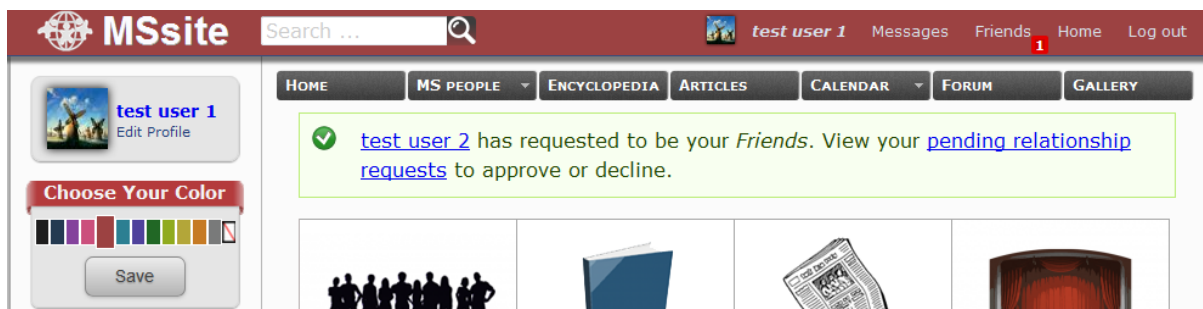 MSsite
Search ...
test user 1 Messages Friends 1 Home Log out
test user 1
Edit Profile
Choose Your Color
Save
HOME MS PEOPLE ENCYCLOPEDIA ARTICLES CALENDAR FORUM GALLERY
test user 2 has requested to be your Friends. View your pending relationship
requests to approve or decline.